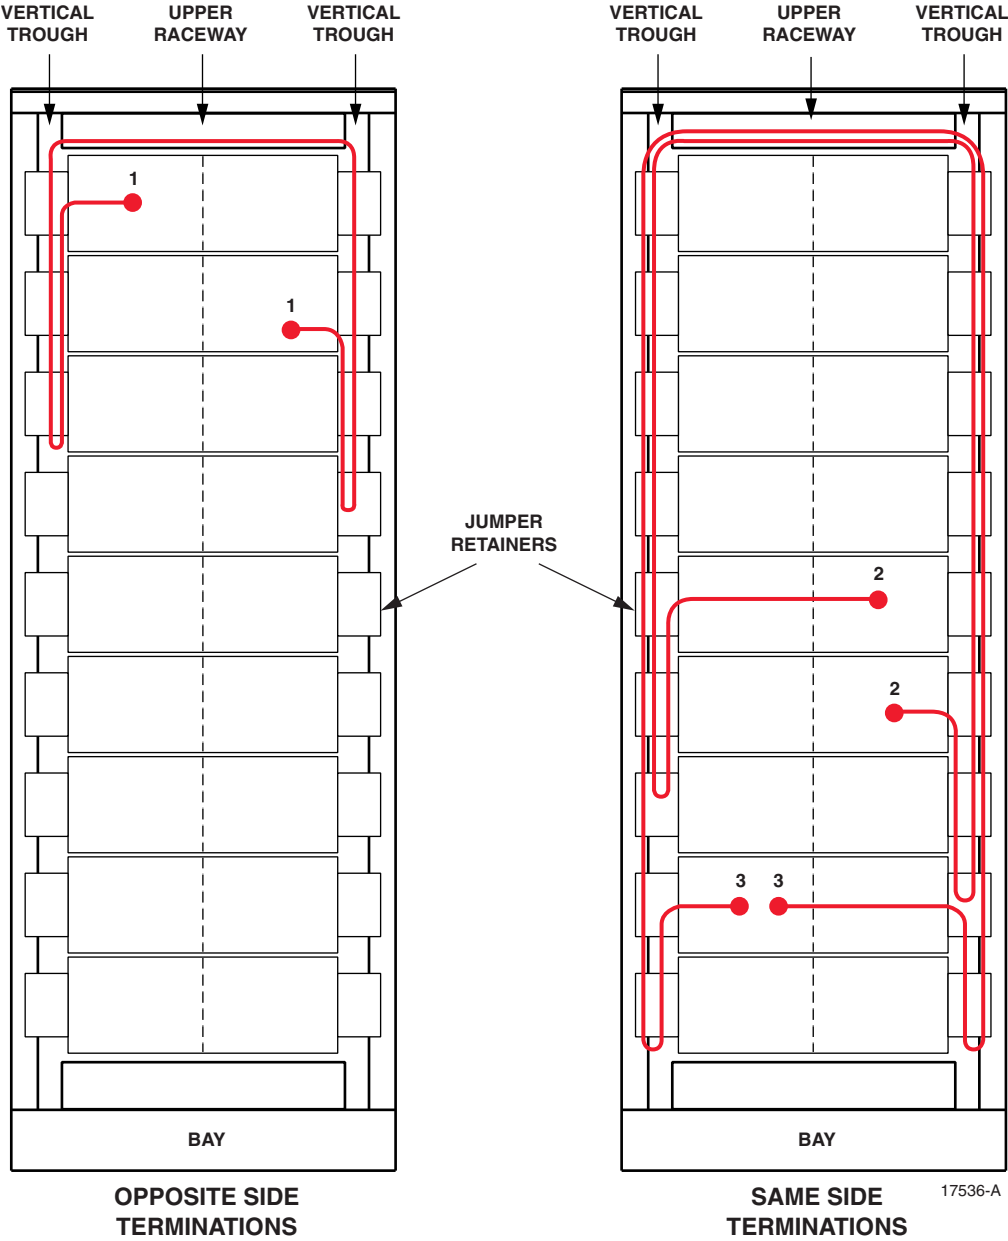 VERTICAL
TROUGH
UPPER
RACEWAY
VERTICAL
TROUGH
VERTICAL
TROUGH
UPPER
RACEWAY
VERTICAL
TROUGH
1
1
JUMPER
RETAINERS
2
2
3 3
BAY
BAY
OPPOSITE SIDE
TERMINATIONS
SAME SIDE
TERMINATIONS
17536-A